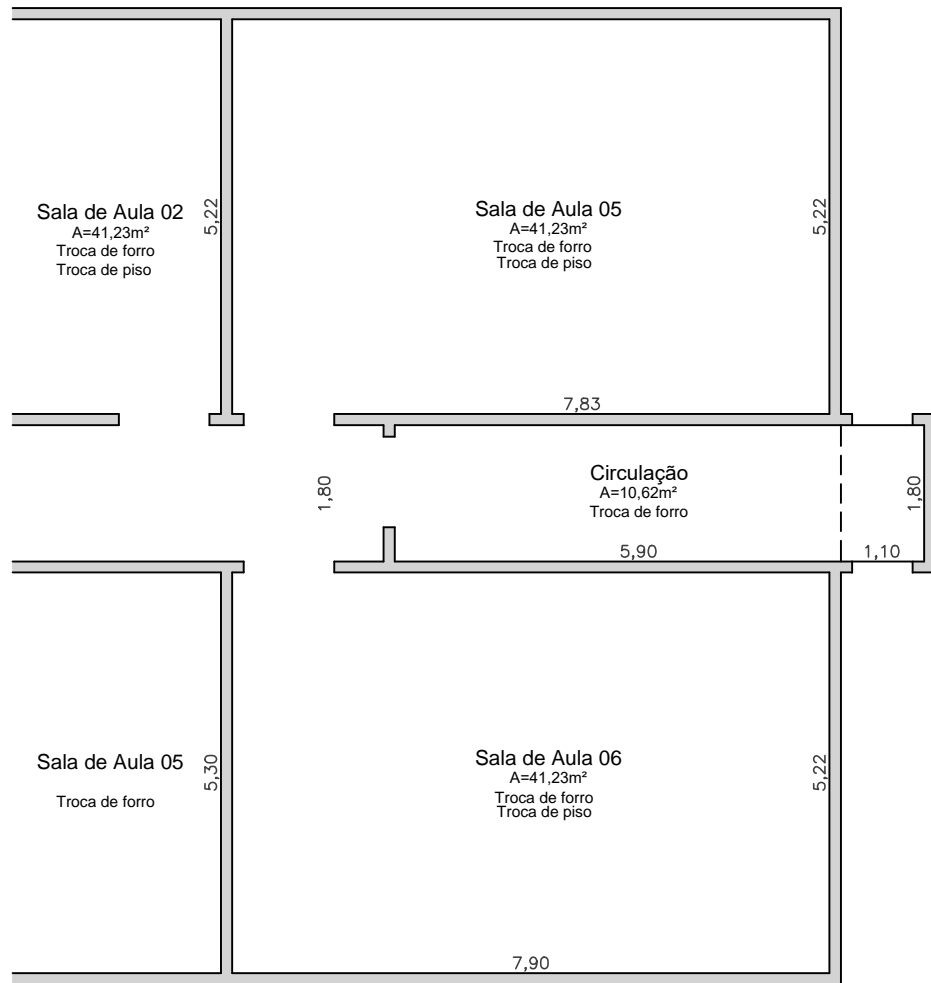 Sala de Aula 02
A=41,23m²
Troca de forro
Troca de piso
5,22
Sala de Aula 05
A=41,23m²
Troca de forro
Troca de piso
5,22
7,83
1,80
Circulação
A=10,62m²
Troca de forro
1,80
5,90
1,10
Sala de Aula 05
Troca de forro
5,30
Sala de Aula 06
A=41,23m²
Troca de forro
Troca de piso
5,22
7,90